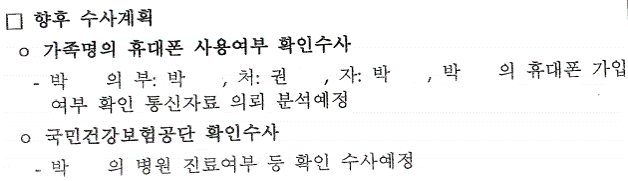 □ 향후 수사계획
○ 가족명의 휴대폰 사용여부 확인수사
- 박 의 부: 박 , 처: 권 , 자: 박 , 박 의 휴대폰 가입
여부 확인 통신자료 의뢰 분석예정
○ 국민건강보험공단 확인수사
- 박 의 병원 진료여부 등 확인 수사예정